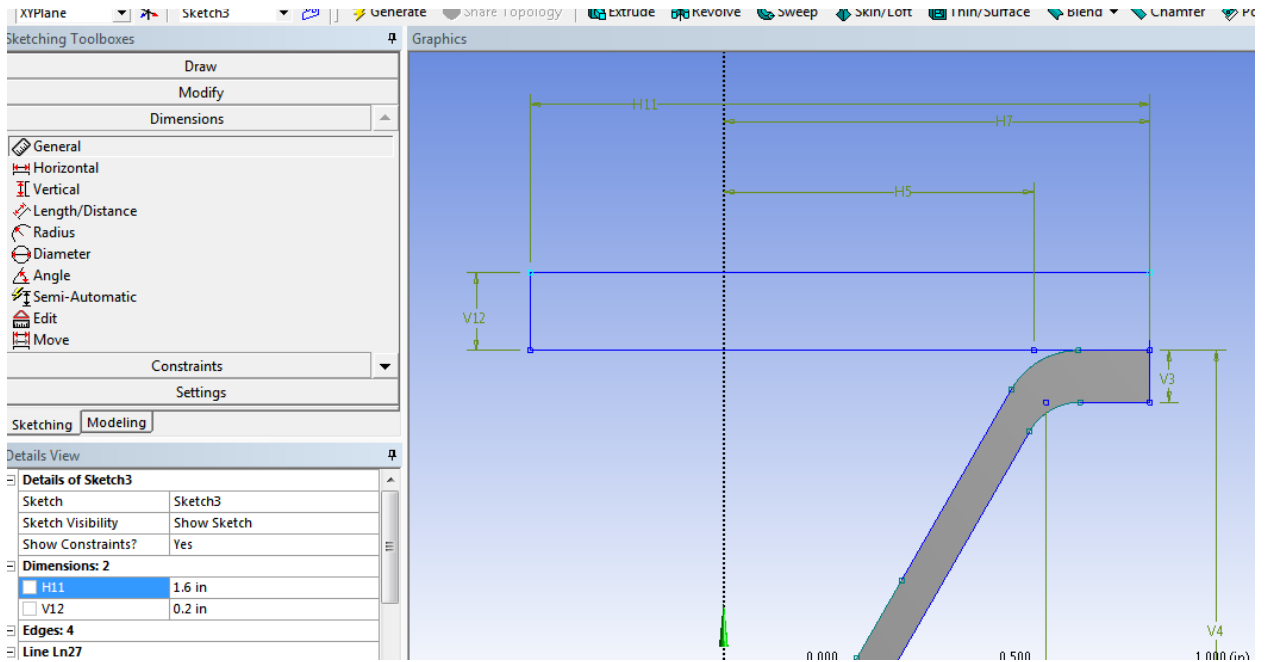 XYPlane Sketch3 Generate Share Topology Extrude Revolve Sweep Skin/Loft Thin/Surface Blend Chamfer
Sketching Toolboxes
Draw
Modify
Dimensions
General
Horizontal
Vertical
Length/Distance
Radius
Diameter
Angle
Semi-Automatic
Edit
Move
Constraints
Settings
Sketching Modeling
Details View
Details of Sketch3
Sketch Sketch3
Sketch Visibility Show Sketch
Show Constraints? Yes
Dimensions: 2
H11 1.6 in
V12 0.2 in
Edges: 4
Line Ln27
Graphics
H11
H7
H5
V12
V3
V4
0.000 0.500 1.000 (in)